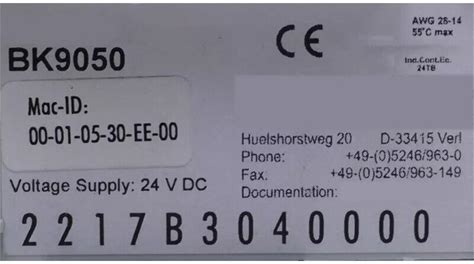 AWG 28-14
55°C max
CE
BK9050
Ind.Cont.Eq.
24TB
Mac-ID:
00-01-05-30-EE-00
Huelshorstweg 20 D-33415 Verl
Phone: +49-(0)5246/963-0
Fax: +49-(0)5246/963-149
Voltage Supply: 24 V DC
Documentation:
2217B3040000